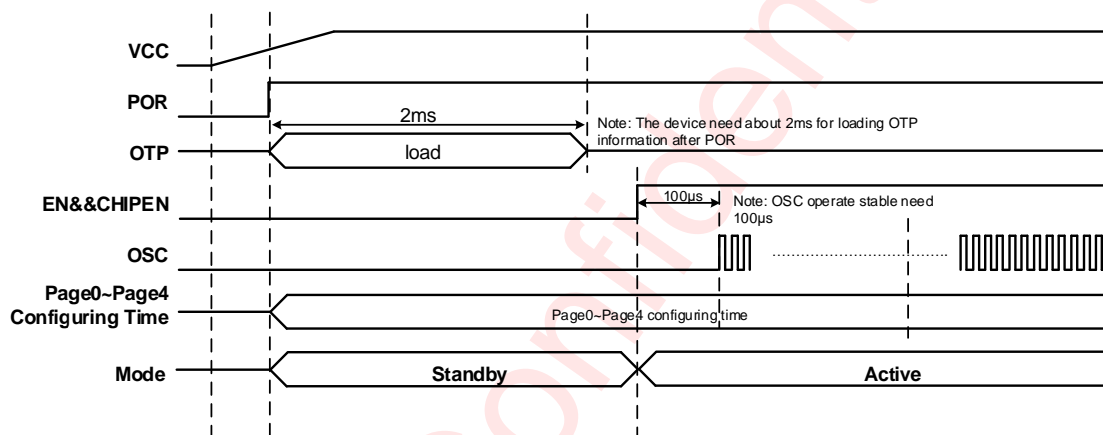 VCC
POR
2ms
Note: The device need about 2ms for loading OTP
information after POR
OTP
load
EN&&CHIPEN
100μs
Note: OSC operate stable need
100μs
OSC
Page0~Page4
Configuring Time
Page0~Page4 configuring time
Mode
Standby
Active
Confidential